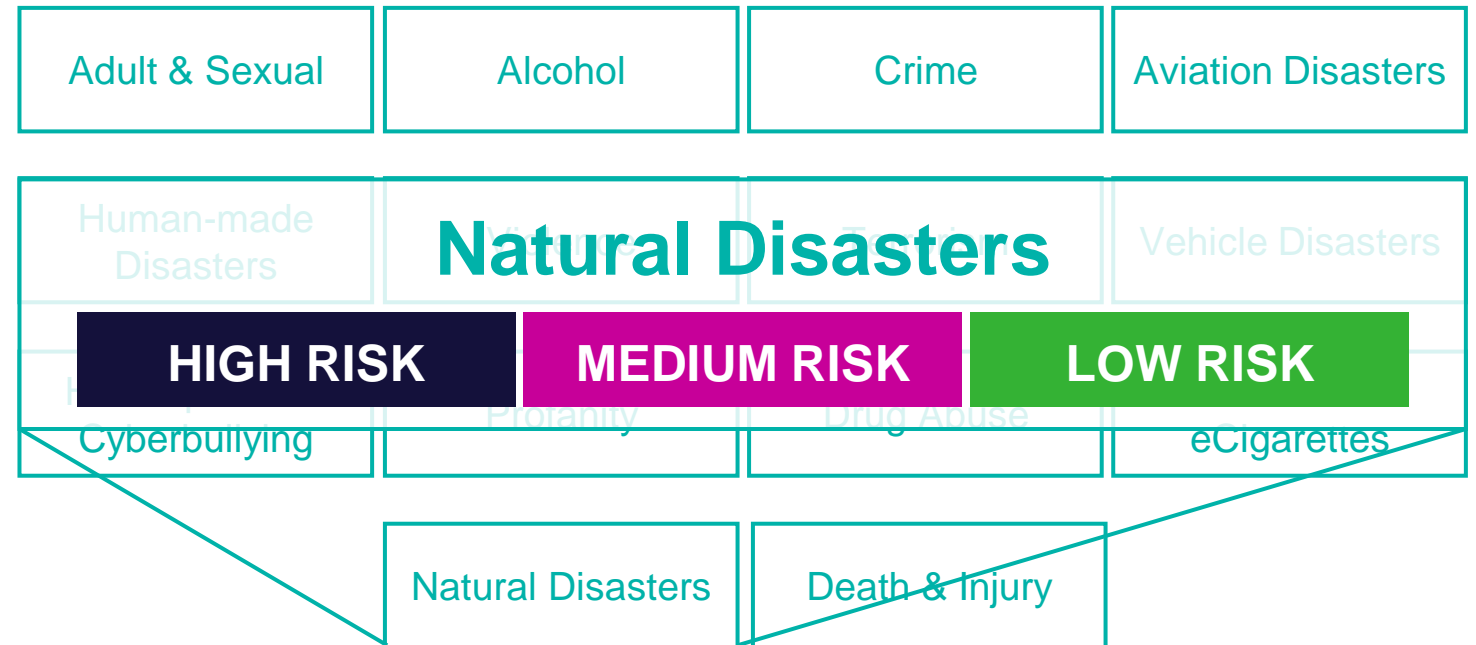 Adult & Sexual
Alcohol
Crime
Aviation Disasters
Human-made
Disasters
Vehicle Disasters
Natural Disasters
HIGH RISK
MEDIUM RISK
LOW RISK
Profanity
Drug Abuse
Cyberbullying
eCigarettes
Natural Disasters
Death & Injury